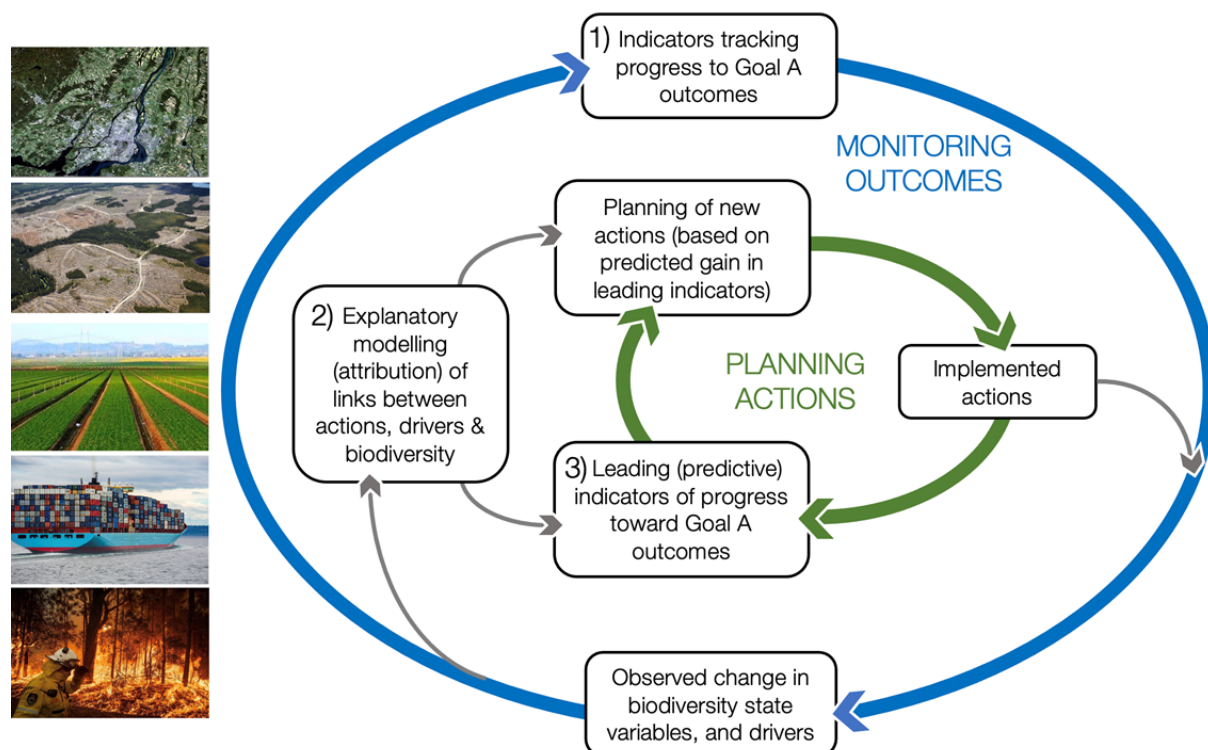 1) Indicators tracking
progress to Goal A
outcomes
MONITORING
OUTCOMES
Planning of new
actions (based on
predicted gain in
leading indicators)
2) Explanatory
modelling
(attribution) of
links between
actions, drivers &
biodiversity
PLANNING
ACTIONS
Implemented
actions
3) Leading (predictive)
indicators of progress
toward Goal A
outcomes
Observed change in
biodiversity state
variables, and drivers